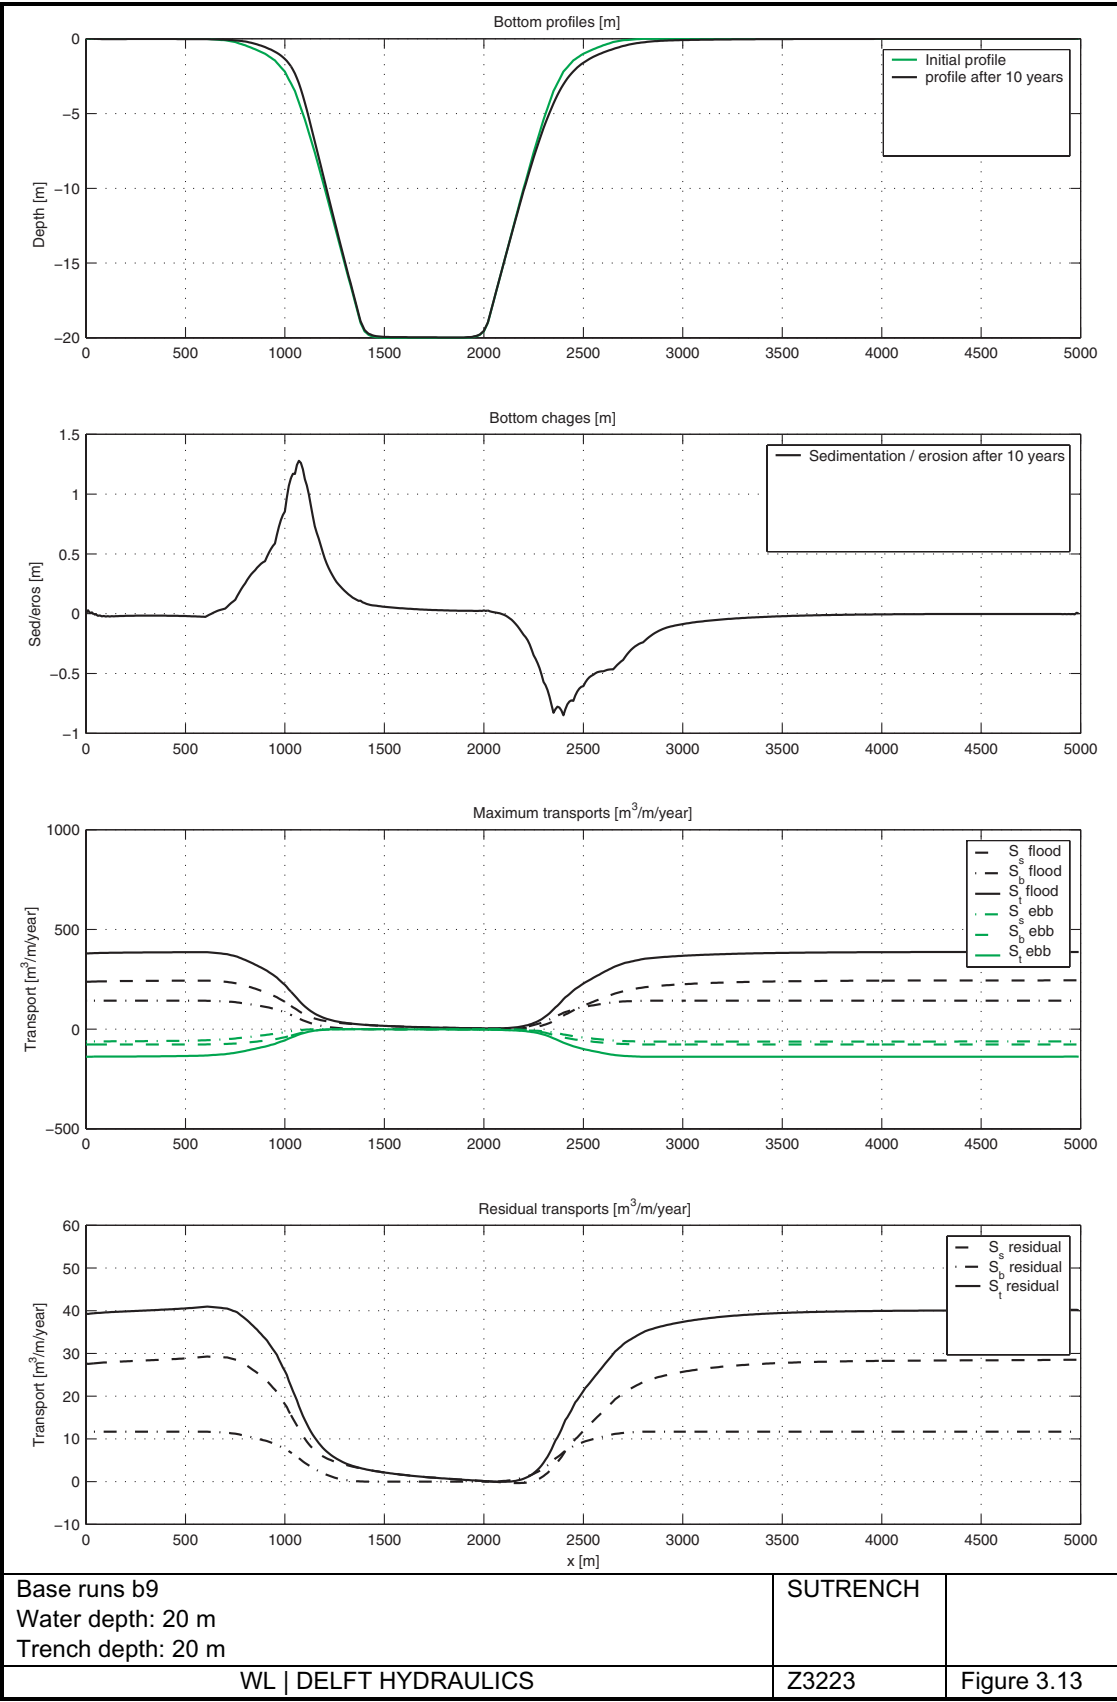 Bottom profiles [m]
Initial profile
profile after 10 years
Depth [m]
0
−5
−10
−15
−20
0 500 1000 1500 2000 2500 3000 3500 4000 4500 5000
Bottom chages [m]
Sedimentation / erosion after 10 years
Sed/eros [m]
1.5
1
0.5
0
−0.5
−1
0 500 1000 1500 2000 2500 3000 3500 4000 4500 5000
Maximum transports [m3/m/year]
Ss flood
Sb flood
St flood
Ss ebb
Sb ebb
St ebb
Transport [m3/m/year]
1000
500
0
−500
0 500 1000 1500 2000 2500 3000 3500 4000 4500 5000
Residual transports [m3/m/year]
Ss residual
Sb residual
St residual
Transport [m3/m/year]
60
50
40
30
20
10
0
−10
0 500 1000 1500 2000 2500 3000 3500 4000 4500 5000
x [m]
Base runs b9
Water depth: 20 m
Trench depth: 20 m
SUTRENCH
WL | DELFT HYDRAULICS
Z3223
Figure 3.13